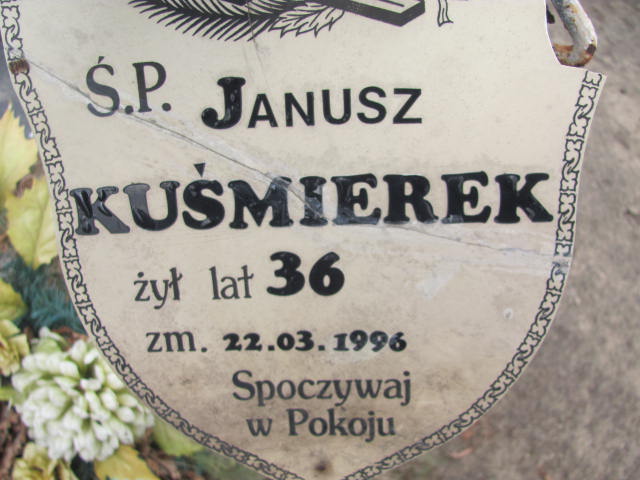 Ś.P. JANUSZ
KUŚMIEREK
żył lat 36
zm. 22.03.1996
Spoczywaj
w Pokoju